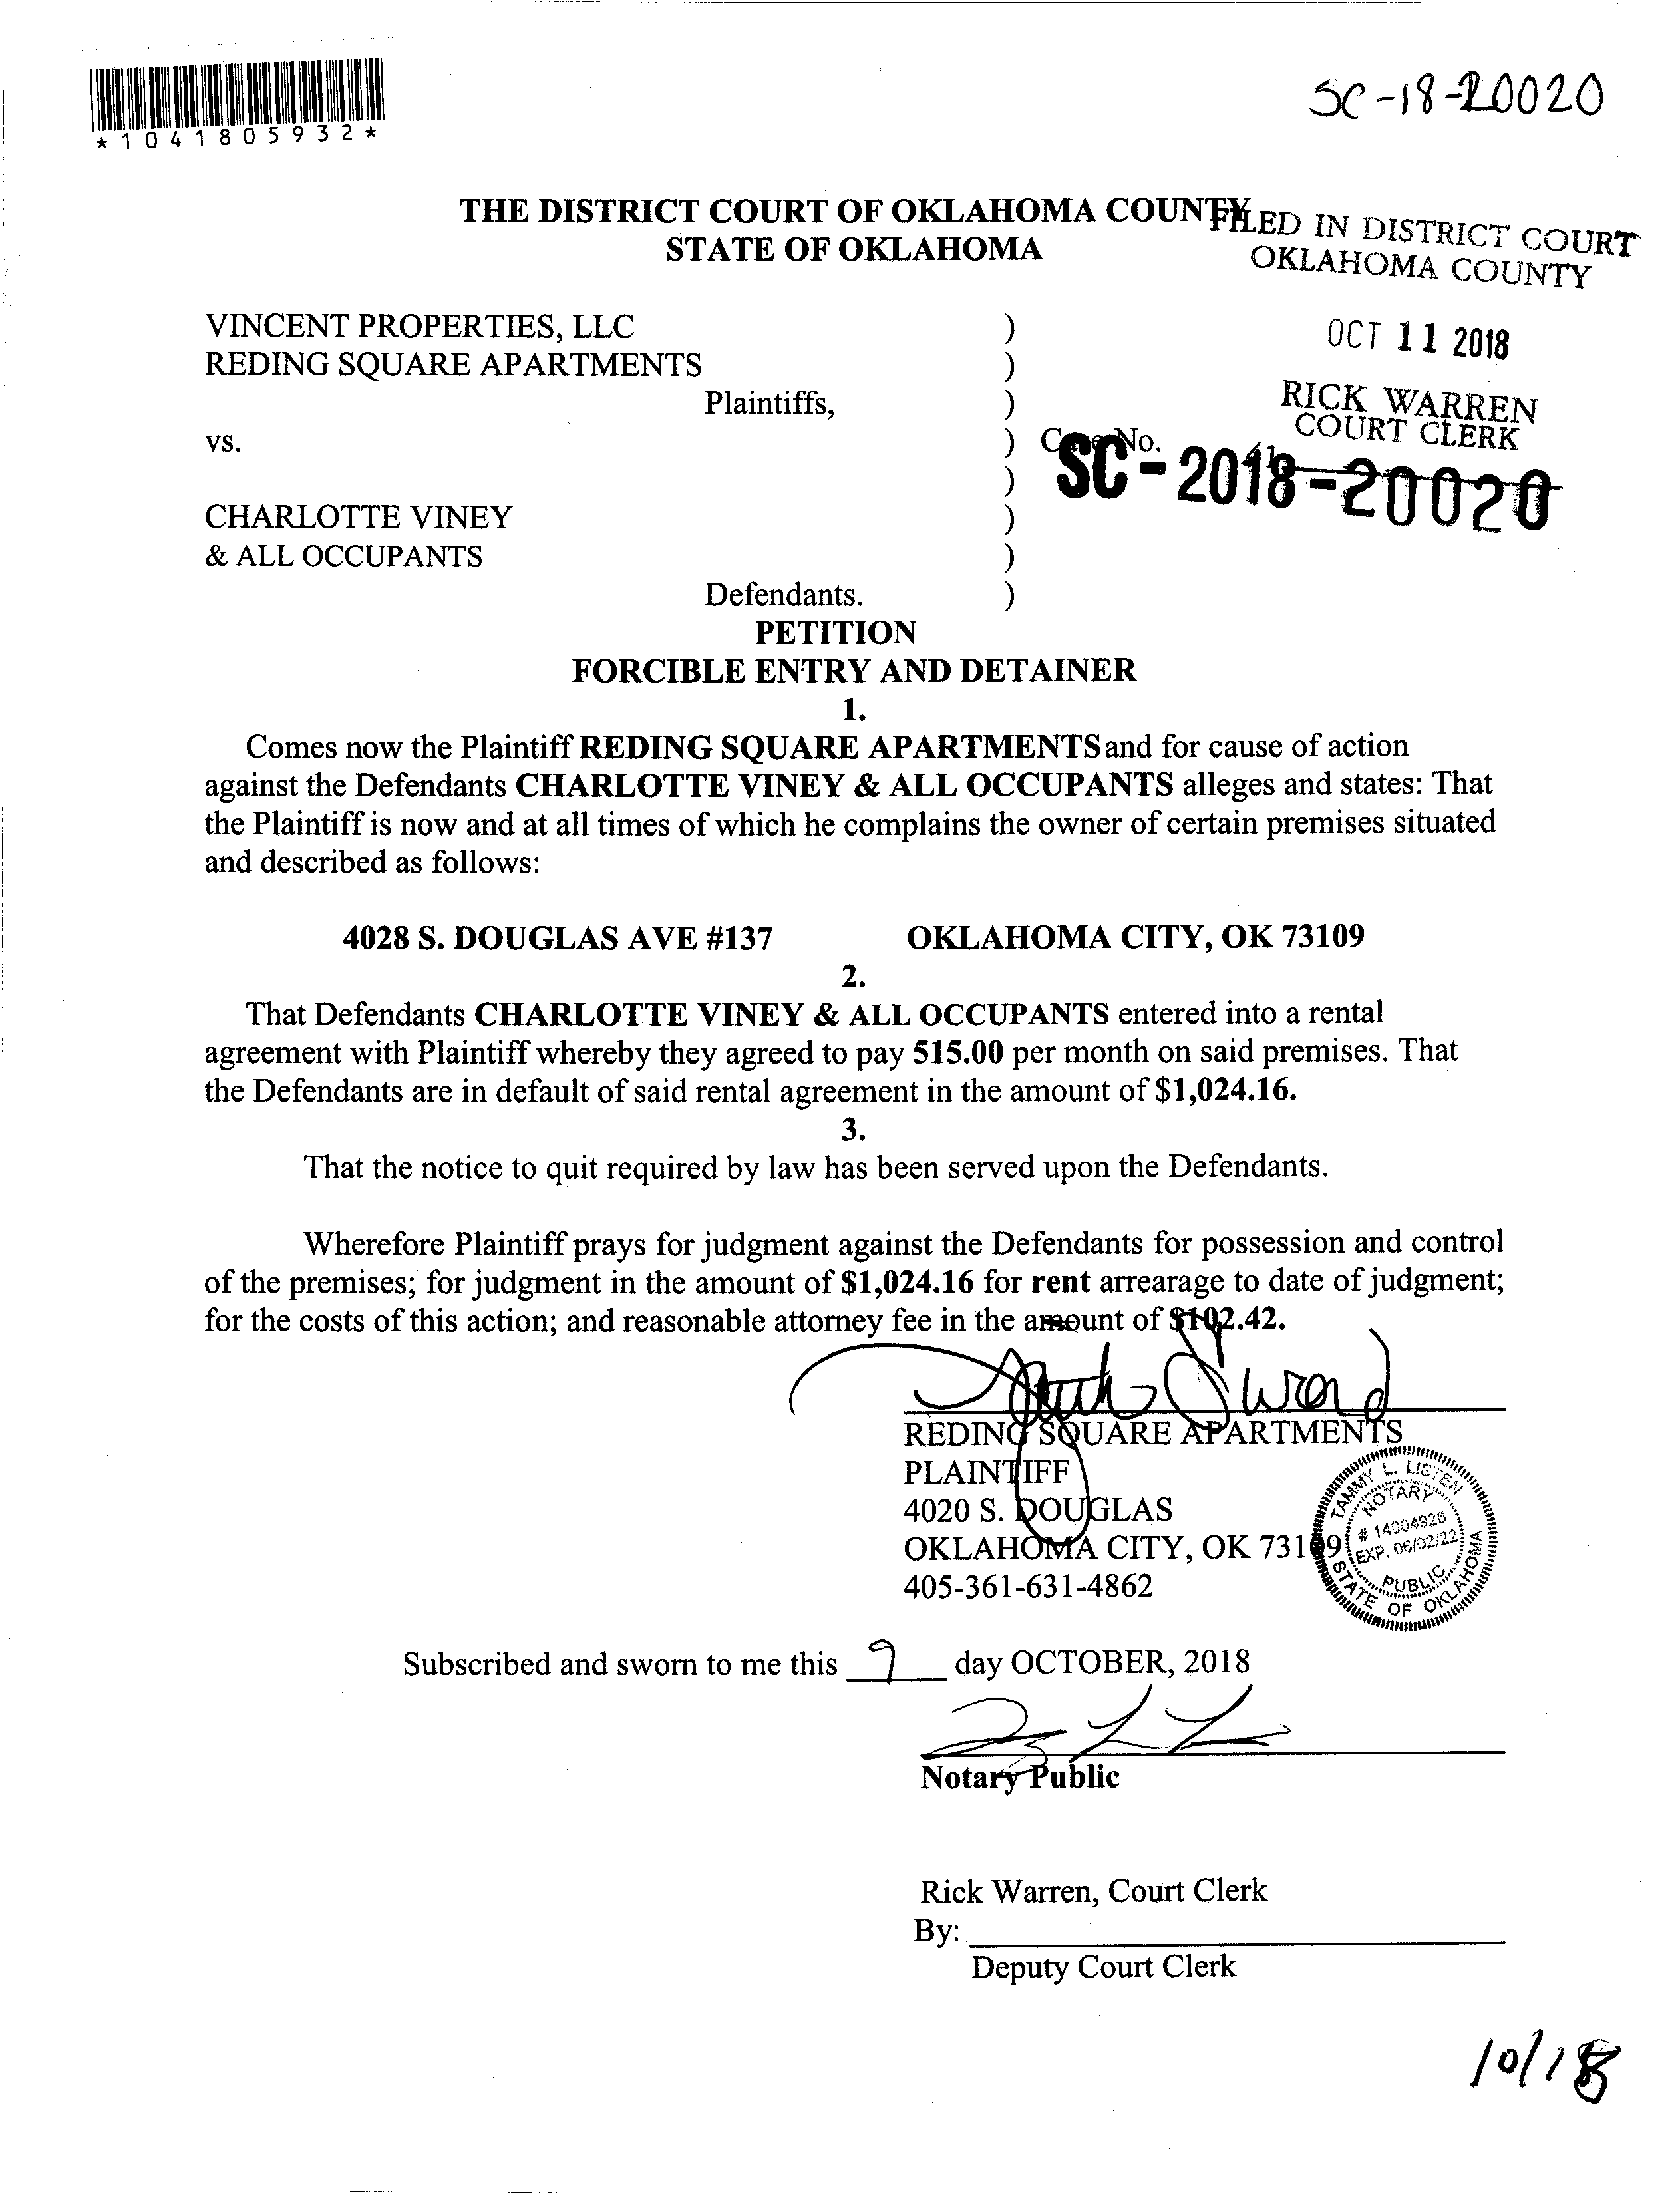 SC-18-20020
*1041805932*
THE DISTRICT COURT OF OKLAHOMA COUNTY
STATE OF OKLAHOMA
FILED IN DISTRICT COURT
OKLAHOMA COUNTY
OCT 11 2018
RICK WARREN
COURT CLERK
VINCENT PROPERTIES, LLC )
REDING SQUARE APARTMENTS )
Plaintiffs, )
vs. ) Case No.
SC-2018-20020
)
CHARLOTTE VINEY )
& ALL OCCUPANTS )
Defendants. )
PETITION
FORCIBLE ENTRY AND DETAINER
1.
Comes now the Plaintiff REDING SQUARE APARTMENTS and for cause of action
against the Defendants CHARLOTTE VINEY & ALL OCCUPANTS alleges and states: That
the Plaintiff is now and at all times of which he complains the owner of certain premises situated
and described as follows:
4028 S. DOUGLAS AVE #137 OKLAHOMA CITY, OK 73109
2.
That Defendants CHARLOTTE VINEY & ALL OCCUPANTS entered into a rental
agreement with Plaintiff whereby they agreed to pay 515.00 per month on said premises. That
the Defendants are in default of said rental agreement in the amount of $1,024.16.
3.
That the notice to quit required by law has been served upon the Defendants.
Wherefore Plaintiff prays for judgment against the Defendants for possession and control
of the premises; for judgment in the amount of $1,024.16 for rent arrearage to date of judgment;
for the costs of this action; and reasonable attorney fee in the amount of $102.42.
REDING SQUARE APARTMENTS
PLAINTIFF
4020 S. DOUGLAS
OKLAHOMA CITY, OK 73109
405-361-631-4862
TAMMY L. LISTEN
NOTARY
# 14004926
EXP. 06/02/22
PUBLIC
STATE OF OKLAHOMA
Subscribed and sworn to me this 9 day OCTOBER, 2018
Notary Public
Rick Warren, Court Clerk
By:
Deputy Court Clerk
10/18